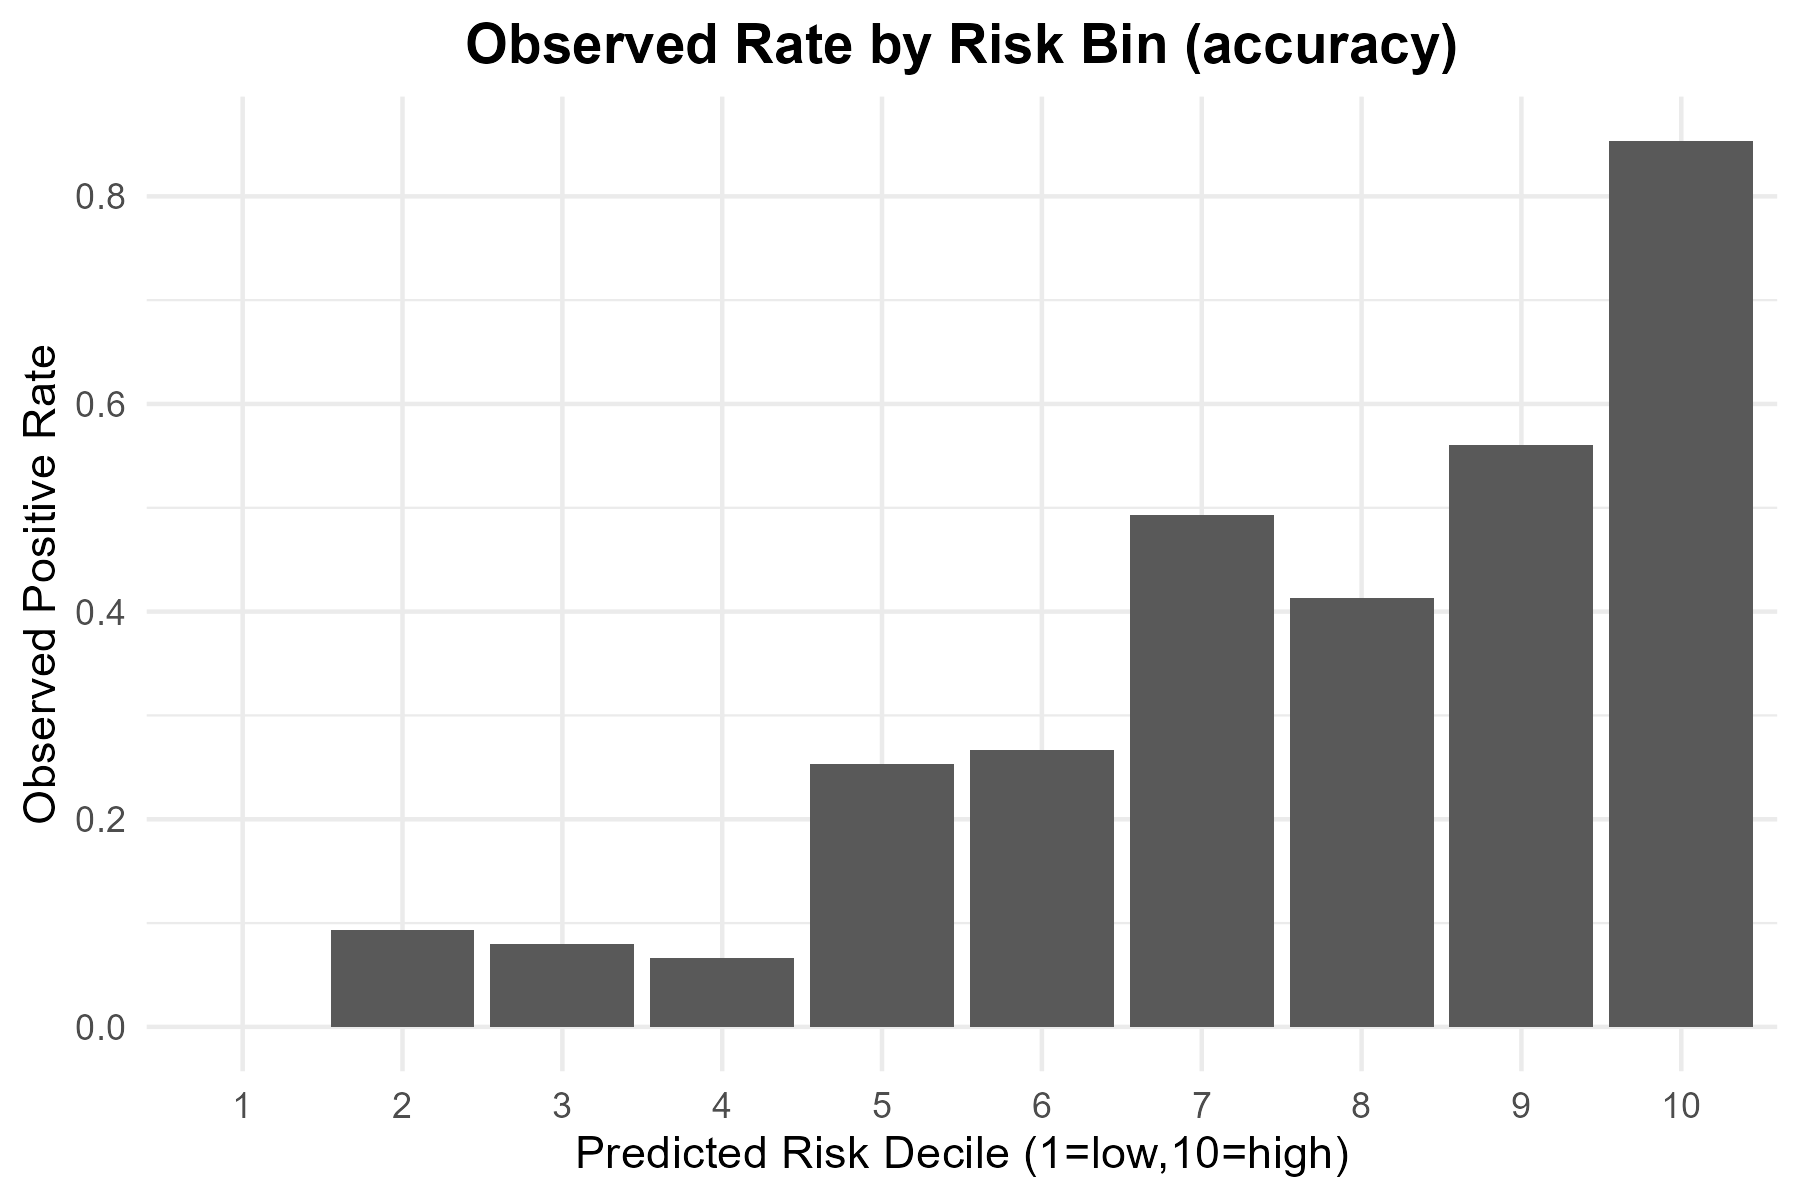 Observed Rate by Risk Bin (accuracy)
Observed Positive Rate
0.8
0.6
0.4
0.2
0.0
1 2 3 4 5 6 7 8 9 10
Predicted Risk Decile (1=low,10=high)